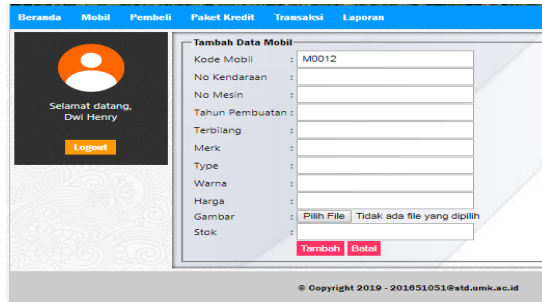 Beranda Mobil Pembeli Paket Kredit Transaksi Laporan
Selamat datang,
Dwi Henry
Logout
Tambah Data Mobil
Kode Mobil : M0012
No Kendaraan :
No Mesin :
Tahun Pembuatan :
Terbilang :
Merk :
Type :
Warna :
Harga :
Gambar : Pilih File Tidak ada file yang dipilih
Stok :
Tambah Batal
© Copyright 2019 - 201651051@std.umk.ac.id